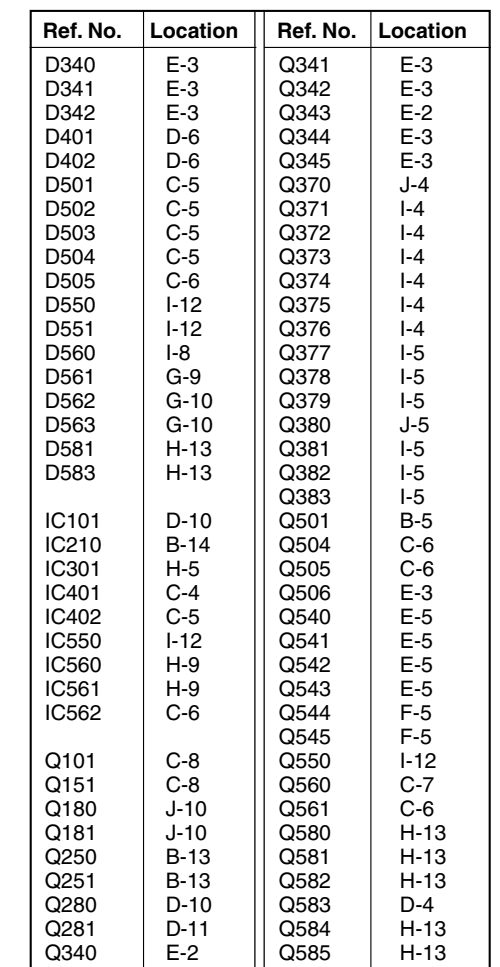 Ref. No. Location Ref. No. Location
D340 E-3 Q341 E-3
D341 E-3 Q342 E-3
D342 E-3 Q343 E-2
D401 D-6 Q344 E-3
D402 D-6 Q345 E-3
D501 C-5 Q370 J-4
D502 C-5 Q371 I-4
D503 C-5 Q372 I-4
D504 C-5 Q373 I-4
D505 C-6 Q374 I-4
D550 I-12 Q375 I-4
D551 I-12 Q376 I-4
D560 I-8 Q377 I-5
D561 G-9 Q378 I-5
D562 G-10 Q379 I-5
D563 G-10 Q380 J-5
D581 H-13 Q381 I-5
D583 H-13 Q382 I-5
Q383 I-5
IC101 D-10 Q501 B-5
IC210 B-14 Q504 C-6
IC301 H-5 Q505 C-6
IC401 C-4 Q506 E-3
IC402 C-5 Q540 E-5
IC550 I-12 Q541 E-5
IC560 H-9 Q542 E-5
IC561 H-9 Q543 E-5
IC562 C-6 Q544 F-5
Q545 F-5
Q101 C-8 Q550 I-12
Q151 C-8 Q560 C-7
Q180 J-10 Q561 C-6
Q181 J-10 Q580 H-13
Q250 B-13 Q581 H-13
Q251 B-13 Q582 H-13
Q280 D-10 Q583 D-4
Q281 D-11 Q584 H-13
Q340 E-2 Q585 H-13